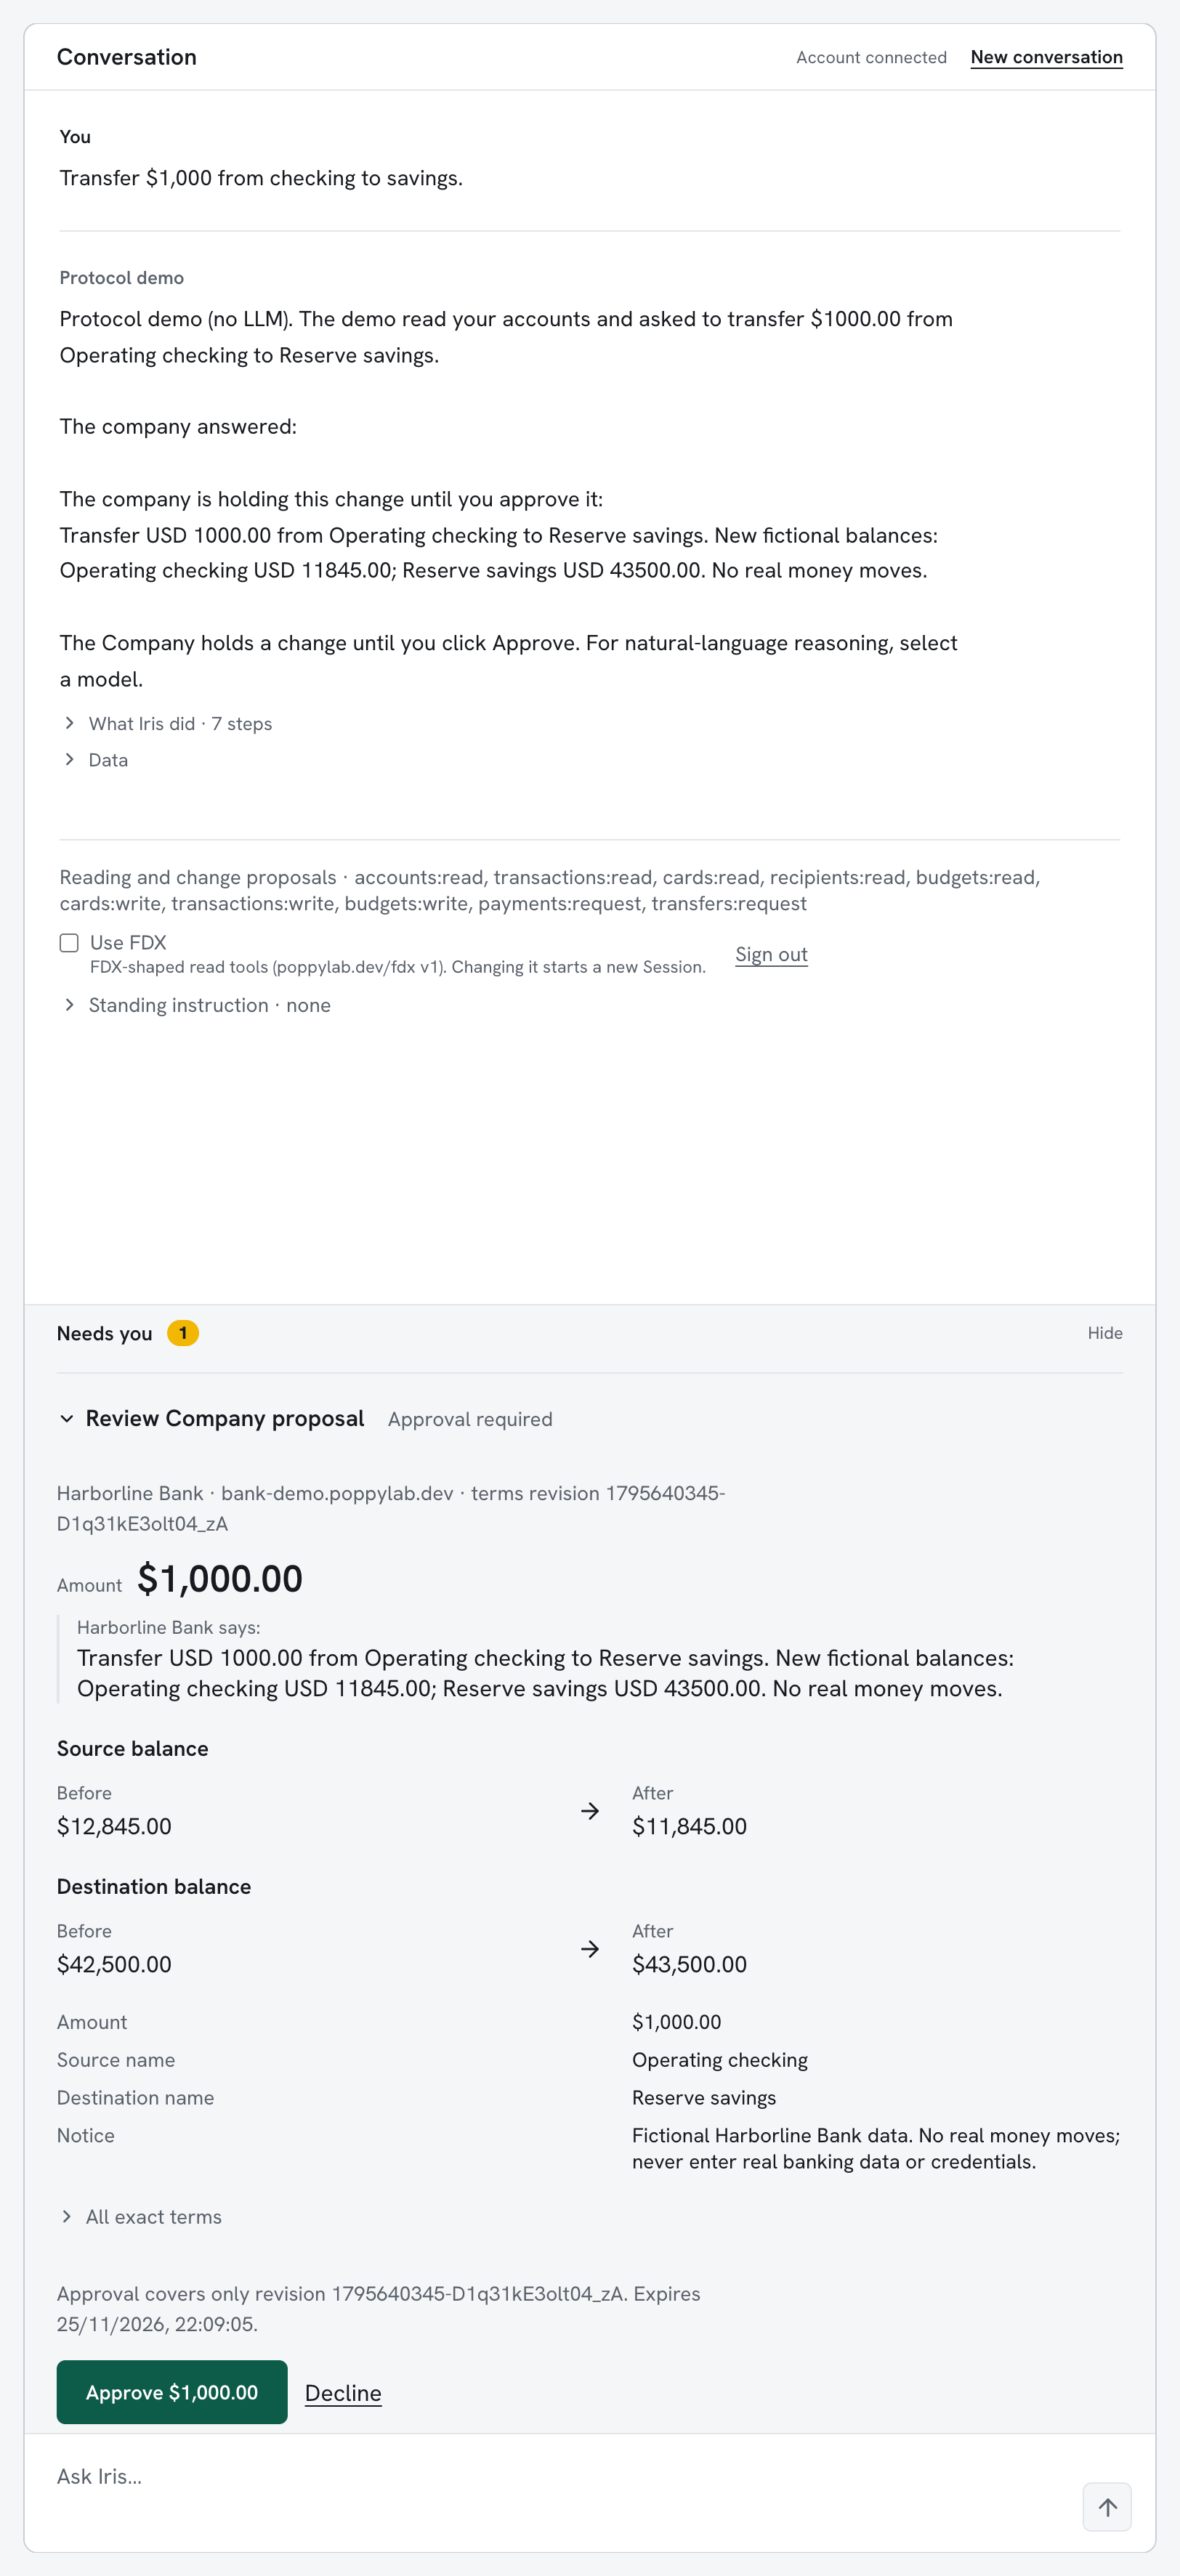 Conversation
Account connected
New conversation
You
Transfer $1,000 from checking to savings.
Protocol demo
Protocol demo (no LLM). The demo read your accounts and asked to transfer $1000.00 from
Operating checking to Reserve savings.
The company answered:
The company is holding this change until you approve it:
Transfer USD 1000.00 from Operating checking to Reserve savings. New fictional balances:
Operating checking USD 11845.00; Reserve savings USD 43500.00. No real money moves.
The Company holds a change until you click Approve. For natural-language reasoning, select
a model.
What Iris did · 7 steps
Data
Reading and change proposals · accounts:read, transactions:read, cards:read, recipients:read, budgets:read,
cards:write, transactions:write, budgets:write, payments:request, transfers:request
Use FDX
FDX-shaped read tools (poppylab.dev/fdx v1). Changing it starts a new Session.
Sign out
Standing instruction · none
Needs you 1
Hide
Review Company proposal
Approval required
Harborline Bank · bank-demo.poppylab.dev · terms revision 1795640345-
D1q31kE3olt04_zA
Amount $1,000.00
Harborline Bank says:
Transfer USD 1000.00 from Operating checking to Reserve savings. New fictional balances:
Operating checking USD 11845.00; Reserve savings USD 43500.00. No real money moves.
Source balance
Before
After
$12,845.00
$11,845.00
Destination balance
Before
After
$42,500.00
$43,500.00
Amount
$1,000.00
Source name
Operating checking
Destination name
Reserve savings
Notice
Fictional Harborline Bank data. No real money moves;
never enter real banking data or credentials.
All exact terms
Approval covers only revision 1795640345-D1q31kE3olt04_zA. Expires
25/11/2026, 22:09:05.
Approve $1,000.00
Decline
Ask Iris...